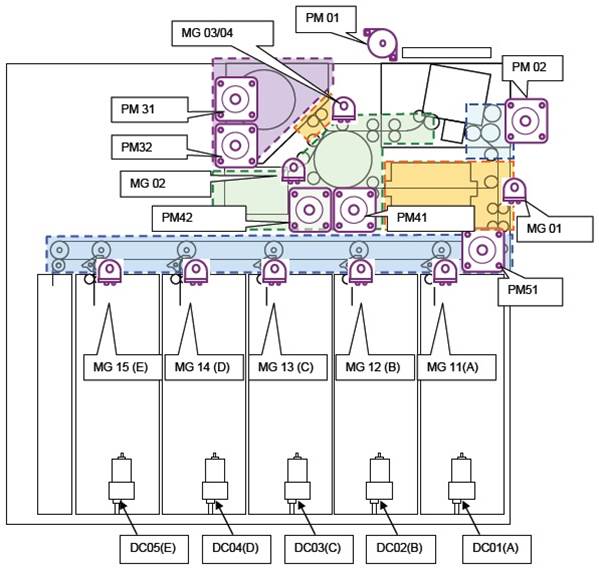 PM 01
MG 03/04
PM 02
PM 31
PM32
MG 02
PM42
PM41
MG 01
PM51
MG 15 (E)
MG 14 (D)
MG 13 (C)
MG 12 (B)
MG 11(A)
DC05(E)
DC04(D)
DC03(C)
DC02(B)
DC01(A)